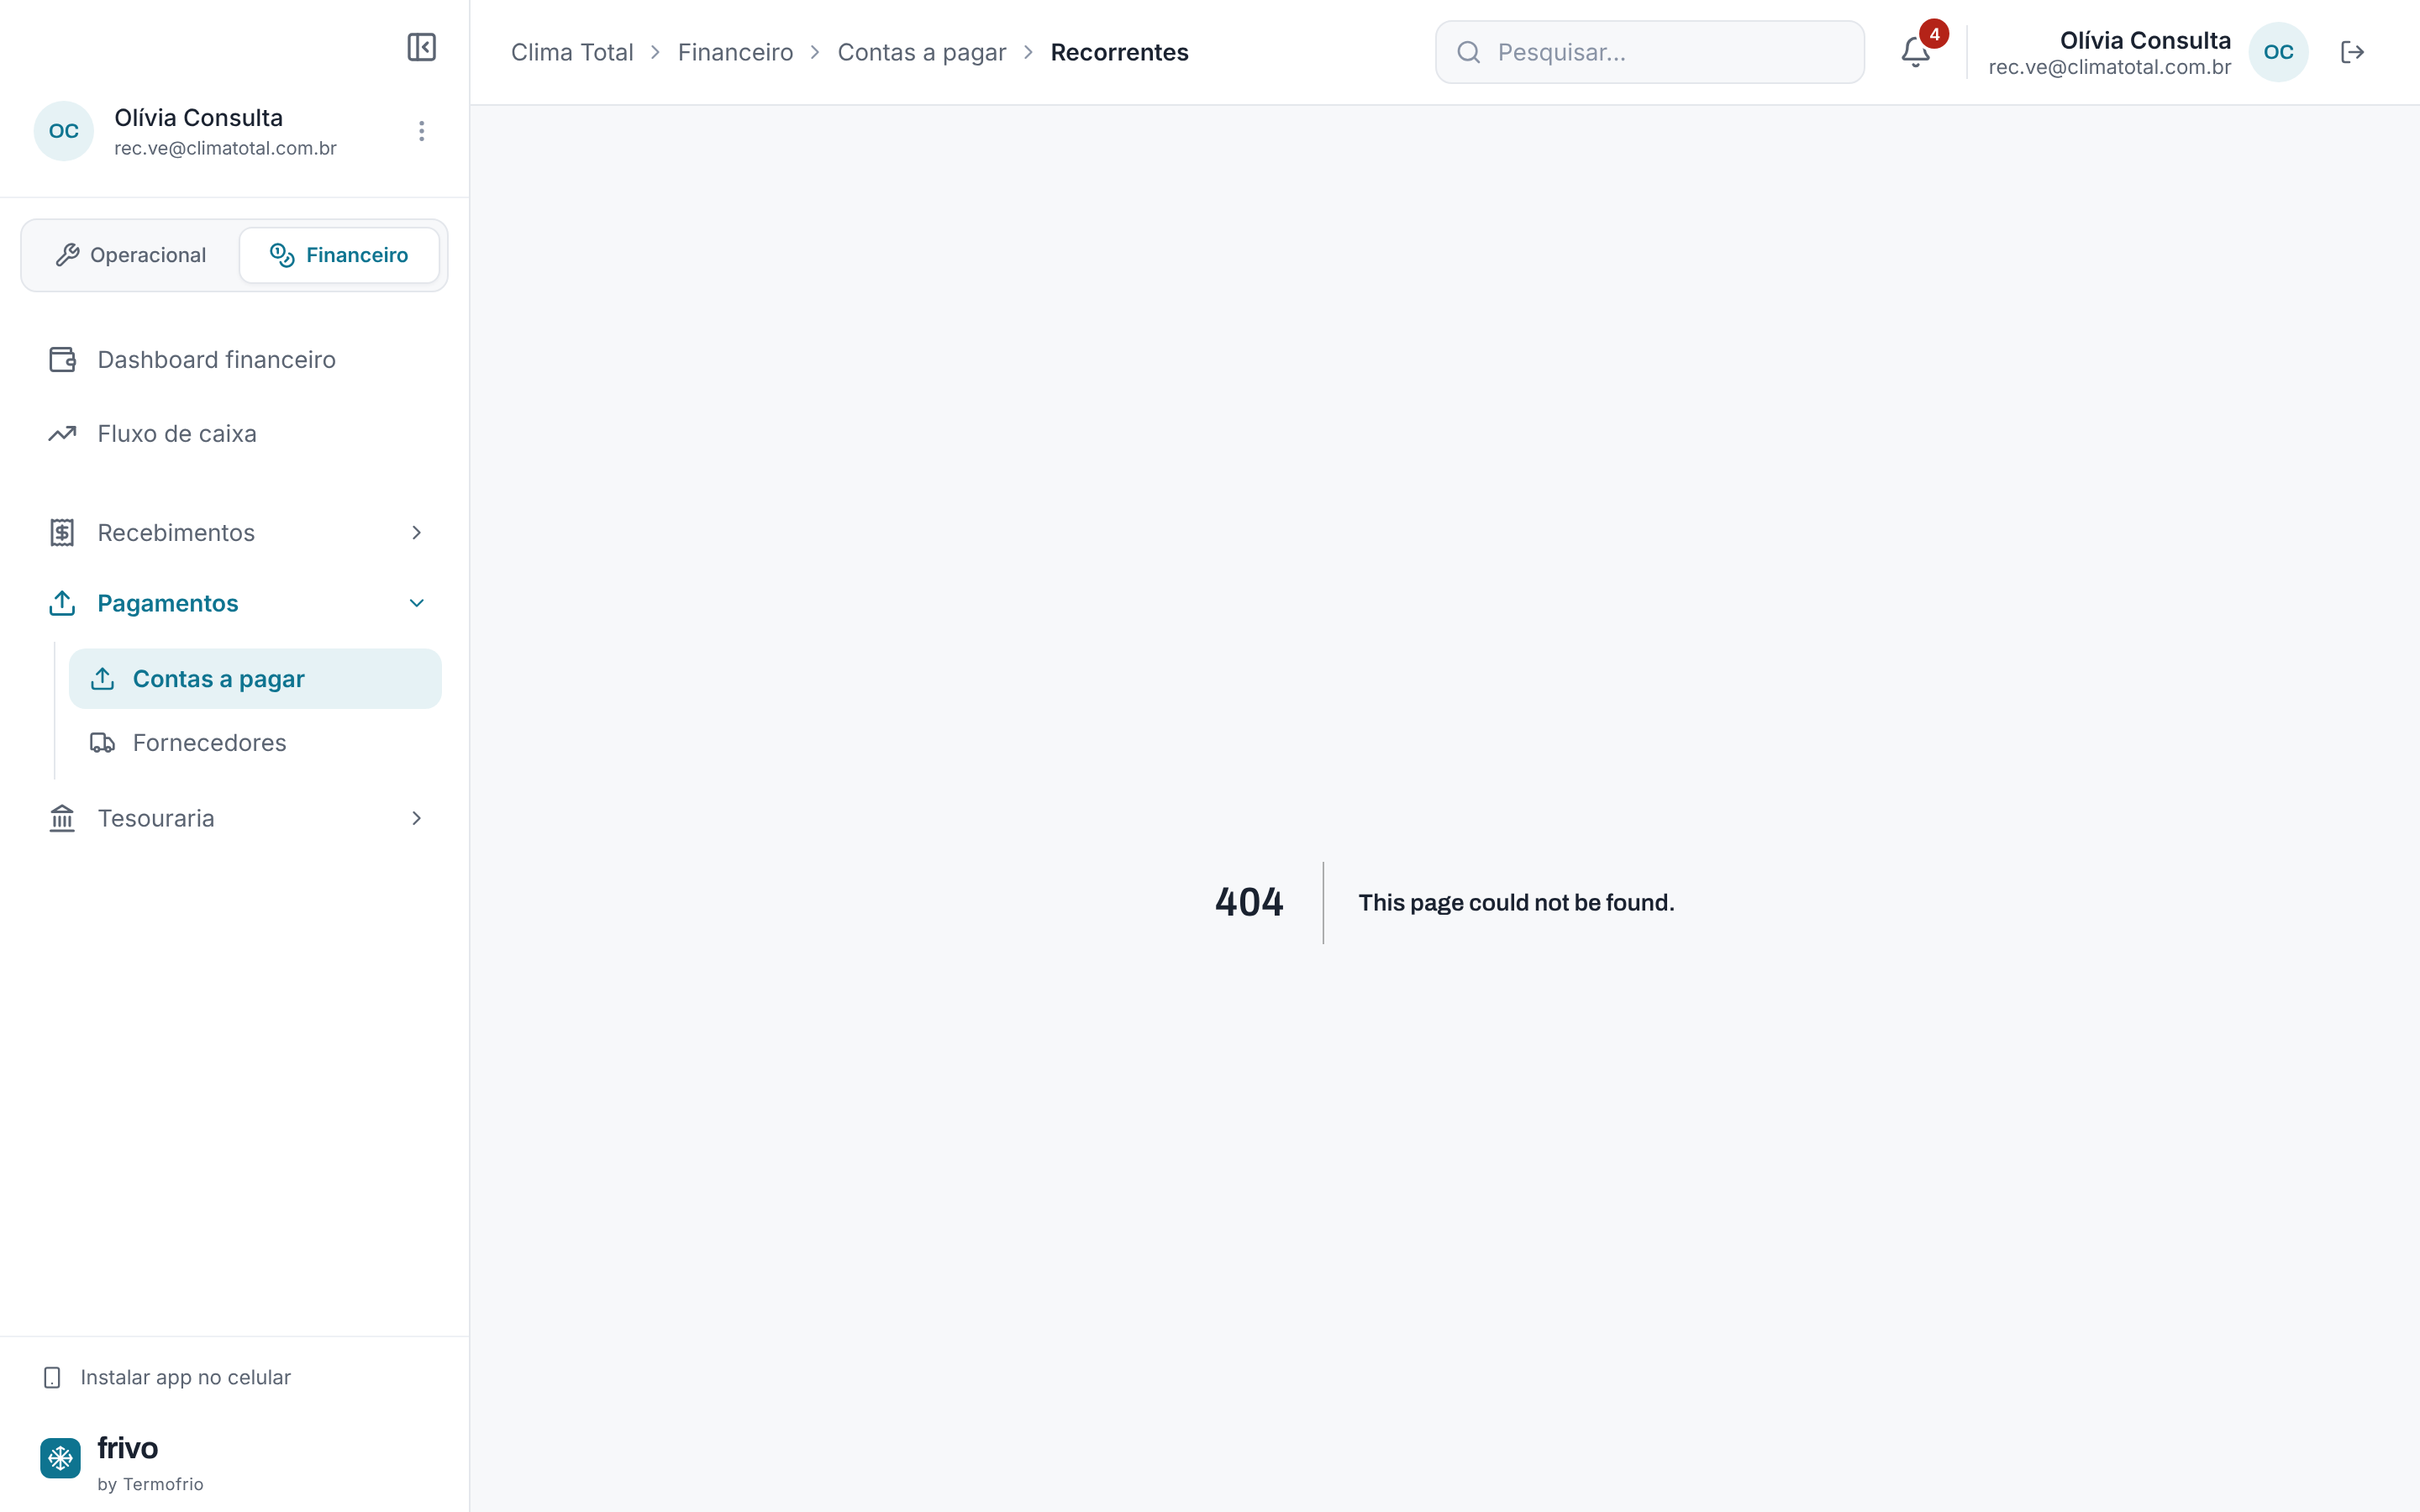 OC
Olívia Consulta
rec.ve@climatotal.com.br
Operacional
Financeiro
Dashboard financeiro
Fluxo de caixa
Recebimentos
Pagamentos
Contas a pagar
Fornecedores
Tesouraria
Instalar app no celular
frivo
by Termofrio
Clima Total > Financeiro > Contas a pagar > Recorrentes
Pesquisar...
4
Olívia Consulta
rec.ve@climatotal.com.br
OC
404
This page could not be found.